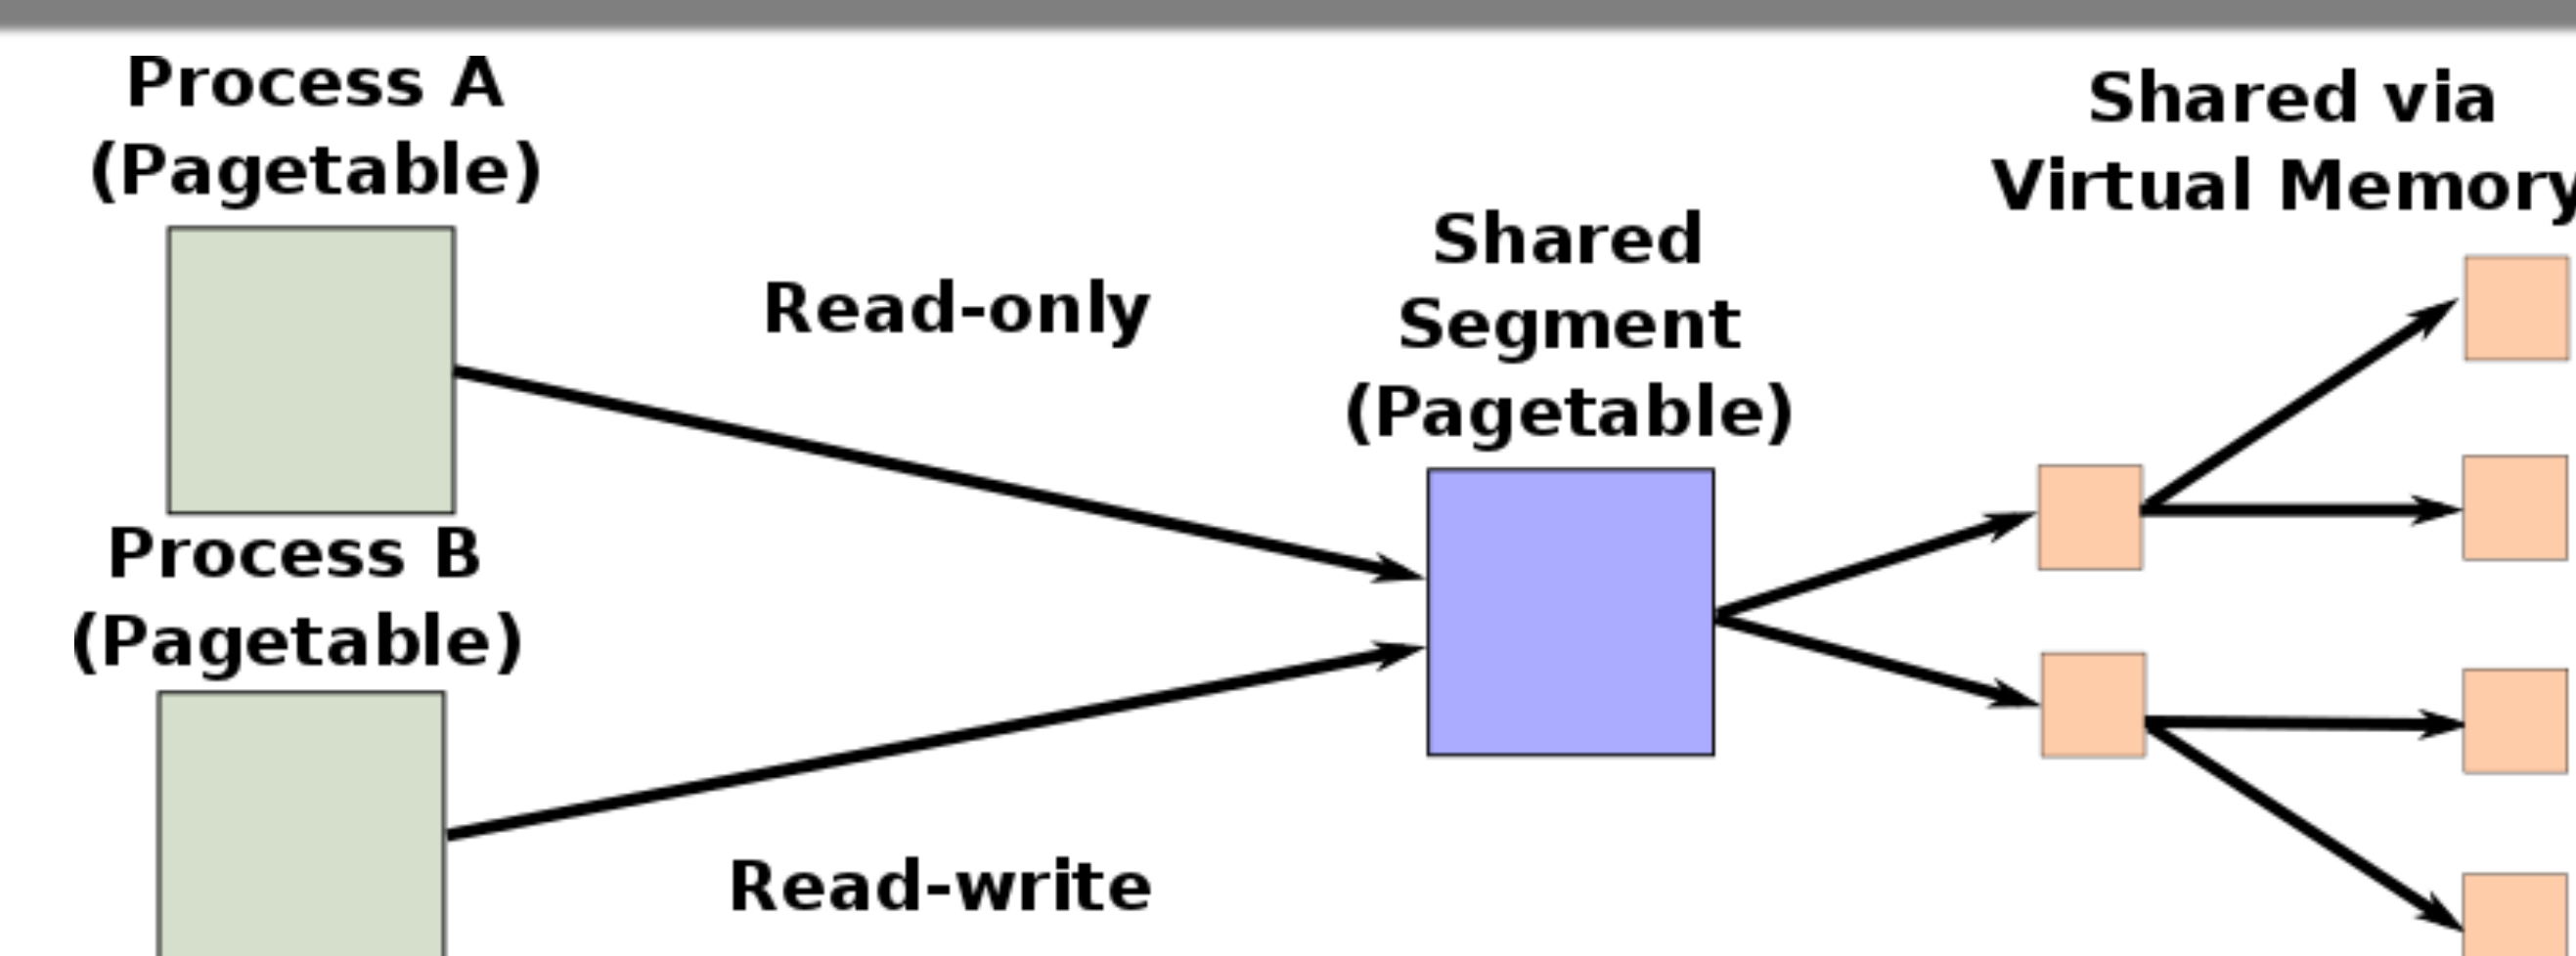 Process A
(Pagetable)
Read-only
Shared
Segment
(Pagetable)
Shared via
Virtual Memory
Process B
(Pagetable)
Read-write